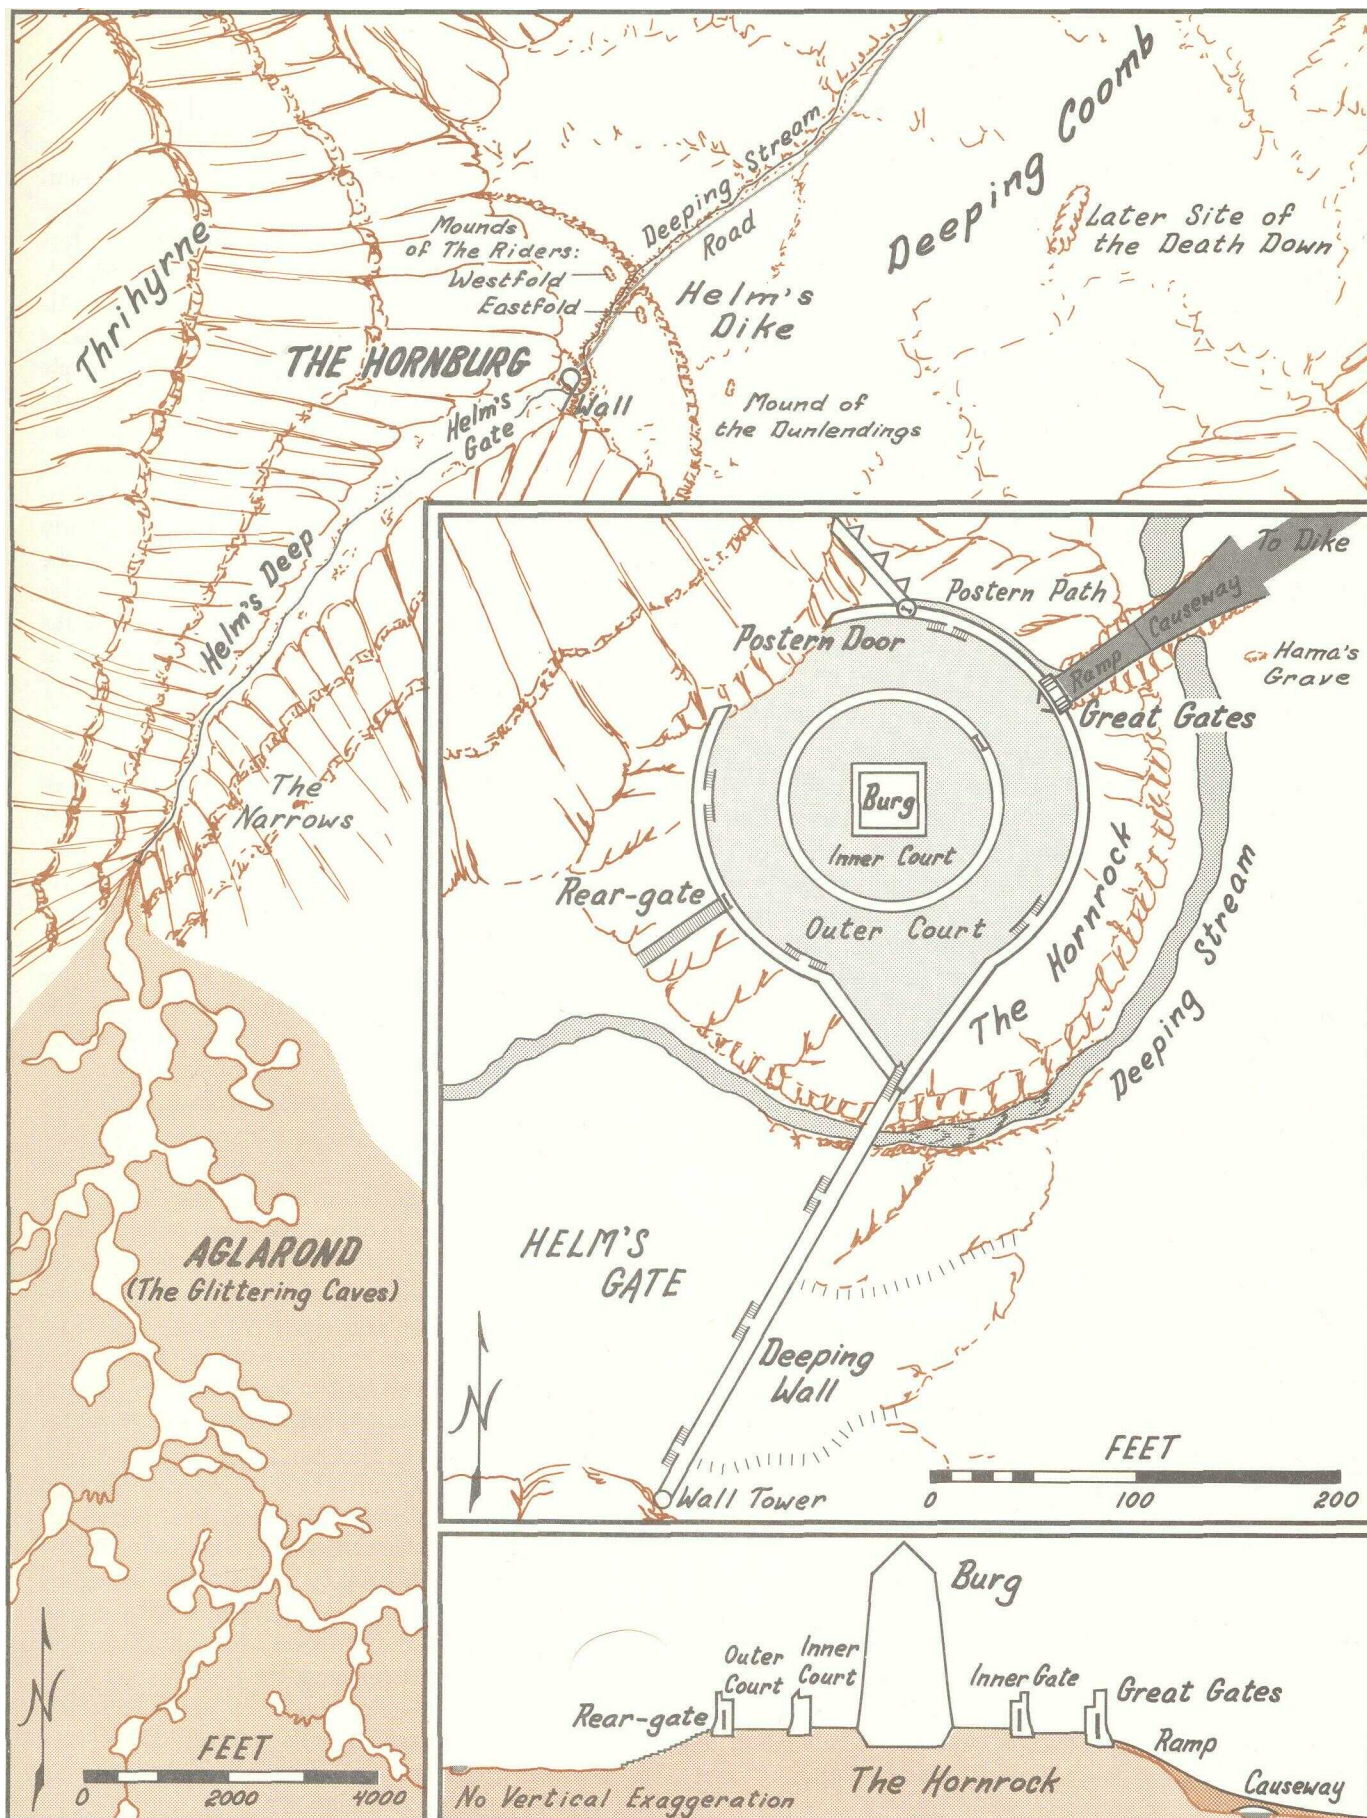 Deeping Coomb
Deeping Stream
Road
Later Site of
the Death Down
Mounds
of The Riders:
Westfold
Eastfold
Helm's
Dike
Thrihyrne
THE HORNBURG
Wall
Helm's
Gate
Mound of
the Dunlendings
Helm's Deep
The
Narrows
AGLAROND
(The Glittering Caves)
N
FEET
0 2000 4000
To Dike
Postern Path
Causeway
Ramp
Postern Door
Hama's
Grave
Great Gates
Burg
Inner Court
Rear-gate
Outer Court
The Hornrock
Deeping Stream
HELM'S
GATE
Deeping
Wall
N
Wall Tower
FEET
0 100 200
Burg
Outer
Court
Inner
Court
Inner Gate
Great Gates
Rear-gate
Ramp
The Hornrock
Causeway
No Vertical Exaggeration